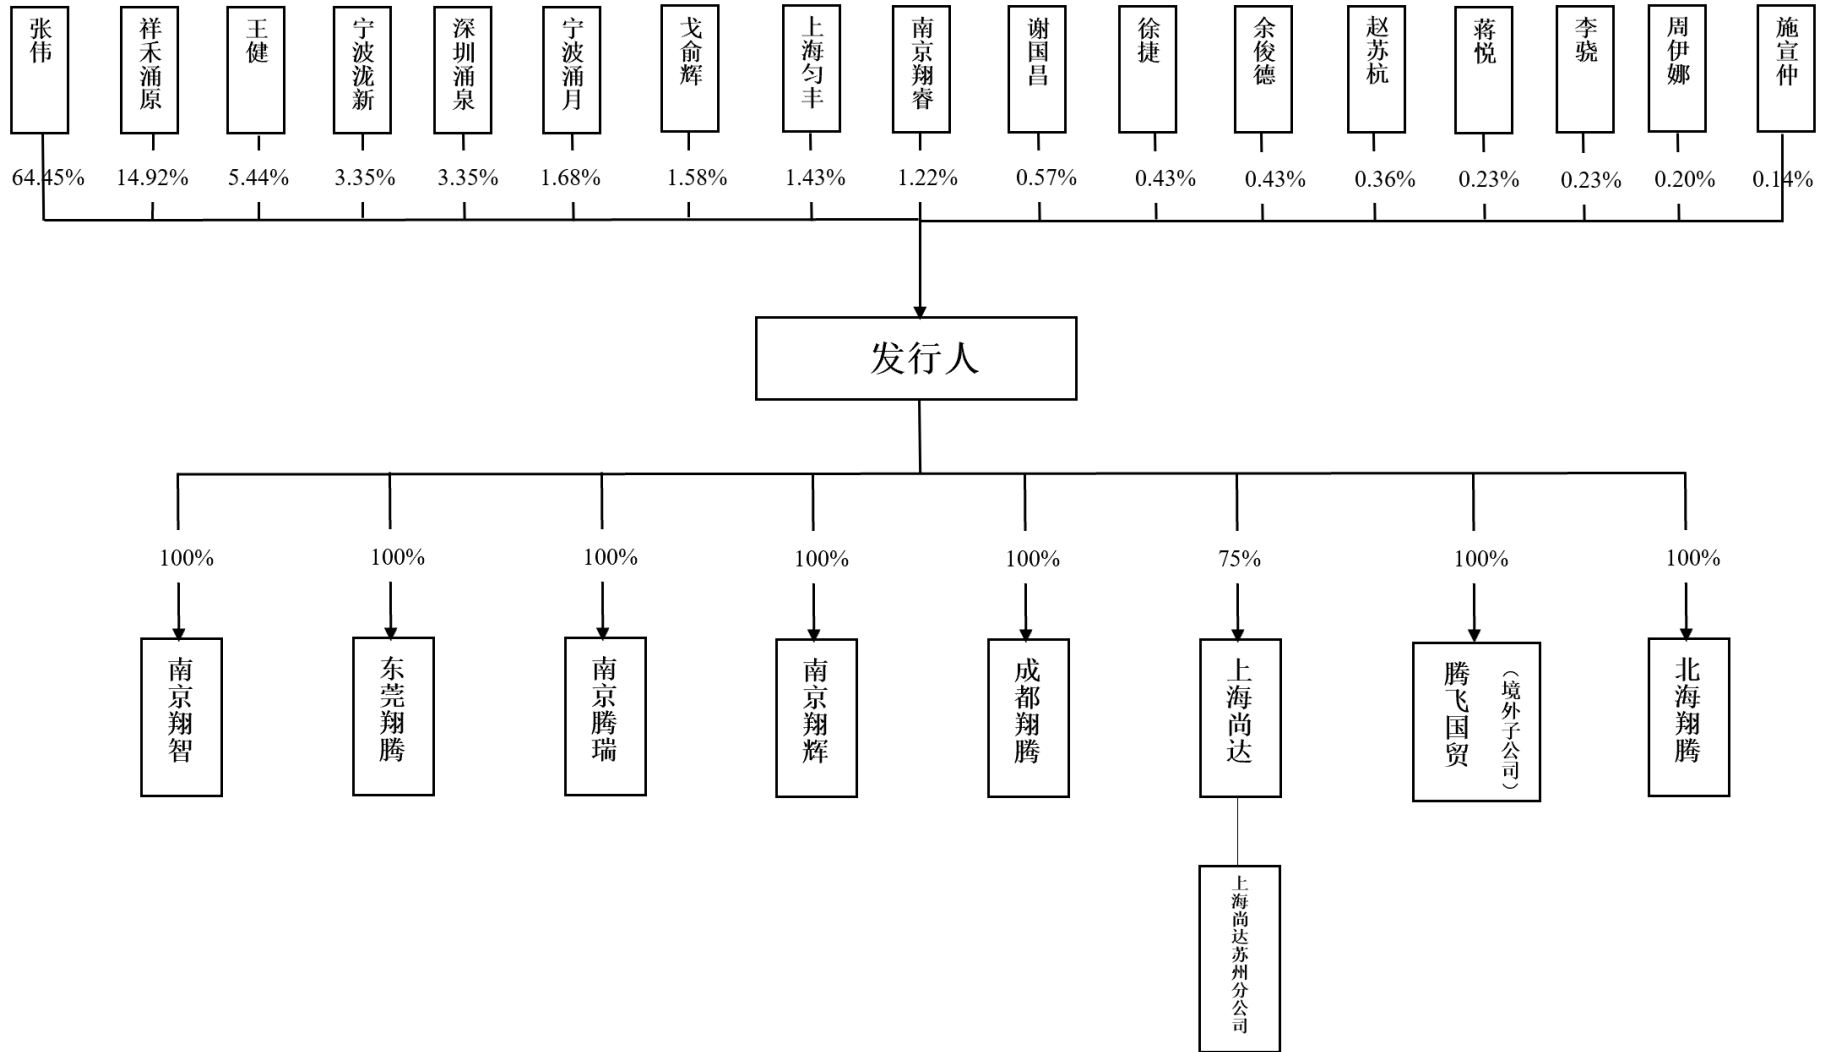 张伟
祥禾涌原
王健
宁波泷新
深圳涌泉
宁波涌月
戈俞辉
上海匀丰
南京翔睿
谢国昌
徐捷
余俊德
赵苏杭
蒋悦
李骁
周伊娜
施宣仲
64.45%
14.92%
5.44%
3.35%
3.35%
1.68%
1.58%
1.43%
1.22%
0.57%
0.43%
0.43%
0.36%
0.23%
0.23%
0.20%
0.14%
发行人
100%
100%
100%
100%
100%
75%
100%
100%
南京翔智
东莞翔腾
南京腾瑞
南京翔辉
成都翔腾
上海尚达
腾飞国贸
（境外子公司）
北海翔腾
上海尚达苏州分公司